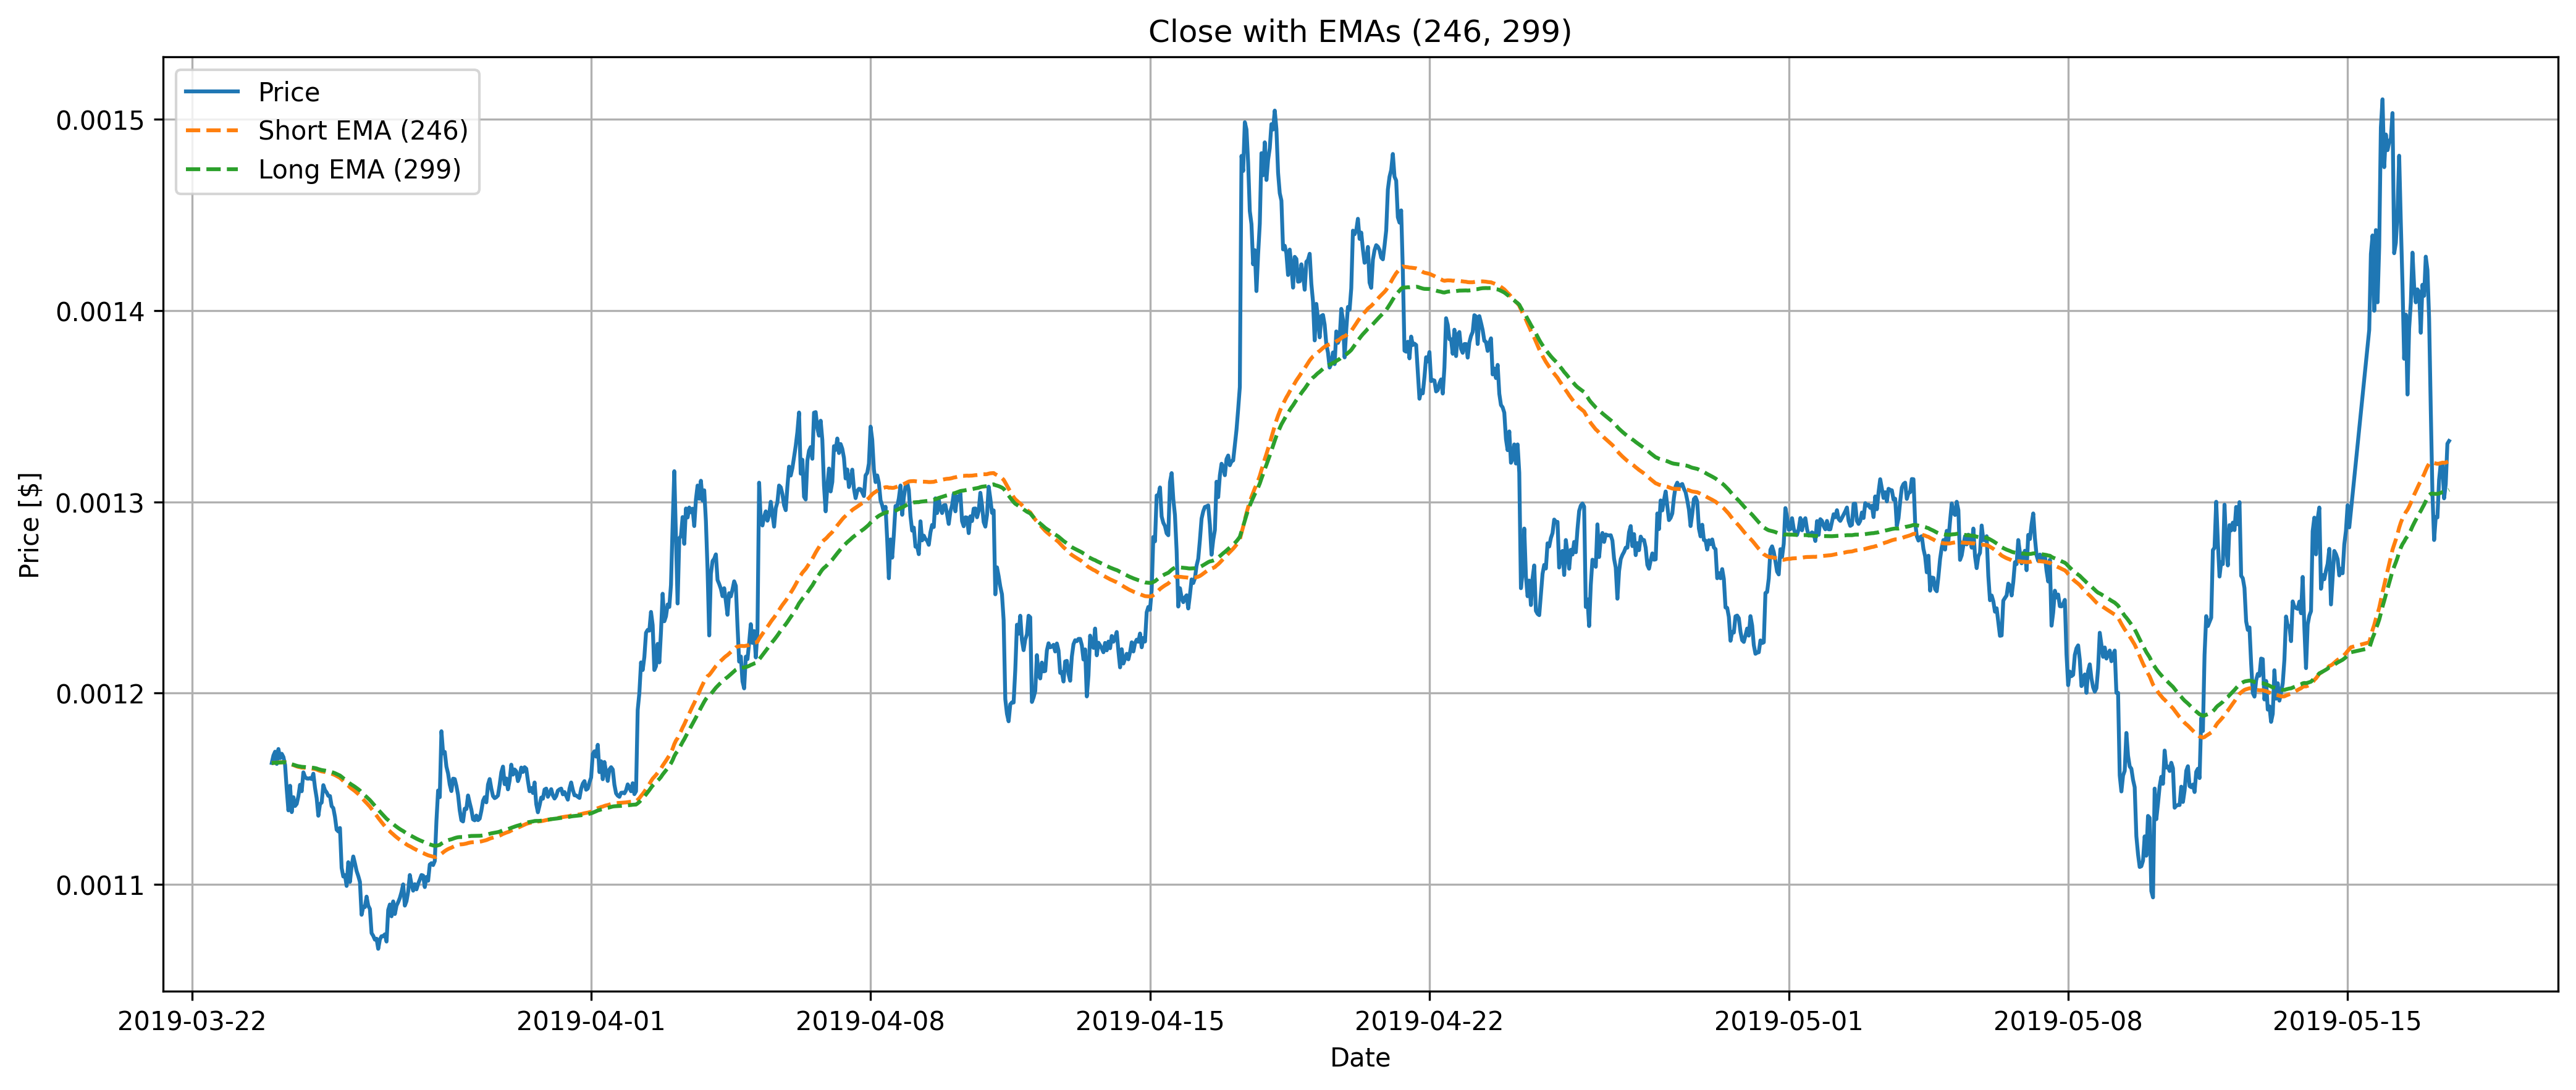 Close with EMAs (246, 299)
Price
Short EMA (246)
Long EMA (299)
0.0015
0.0014
0.0013
0.0012
0.0011
Price [$]
2019-03-22
2019-04-01
2019-04-08
2019-04-15
2019-04-22
2019-05-01
2019-05-08
2019-05-15
Date